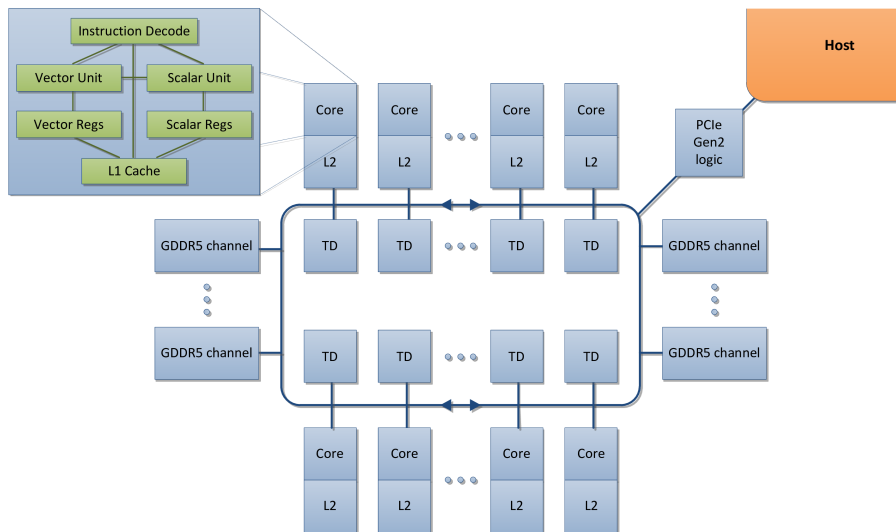 Instruction Decode
Vector Unit
Scalar Unit
Vector Regs
Scalar Regs
L1 Cache
Host
PCIe
Gen2
logic
Core Core Core Core
L2 L2 L2 L2
GDDR5 channel
TD TD TD TD
GDDR5 channel
GDDR5 channel
TD TD TD TD
GDDR5 channel
Core Core Core Core
L2 L2 L2 L2